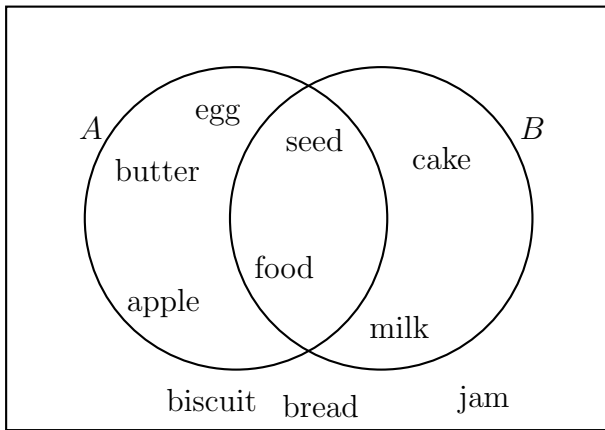 egg
A
seed
B
butter
cake
food
apple
milk
biscuit
bread
jam